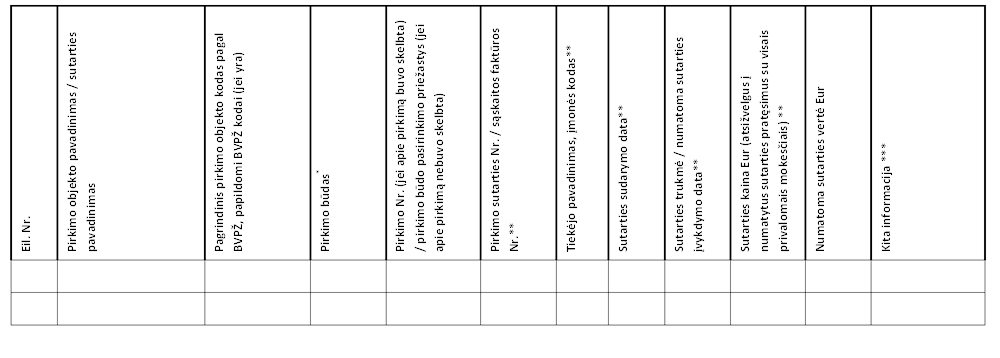 Eil. Nr.
Pirkimo objekto pavadinimas / sutarties
pavadinimas
Pagrindinis pirkimo objekto kodas pagal
BVPŽ, papildomi BVPŽ kodai (jei yra)
Pirkimo būdas*
Pirkimo Nr. (jei apie pirkimą buvo skelbta)
/ pirkimo būdo pasirinkimo priežastys (jei
apie pirkimą nebuvo skelbta)
Pirkimo sutarties Nr. / sąskaitos faktūros
Nr.**
Tiekėjo pavadinimas, įmonės kodas**
Sutarties sudarymo data**
Sutarties trukmė / numatoma sutarties
įvykdymo data**
Sutarties kaina Eur (atsižvelgus į
numatytus sutarties pratęsimus su visais
privalomais mokesčiais) **
Numatoma sutarties vertė Eur
Kita informacija ***